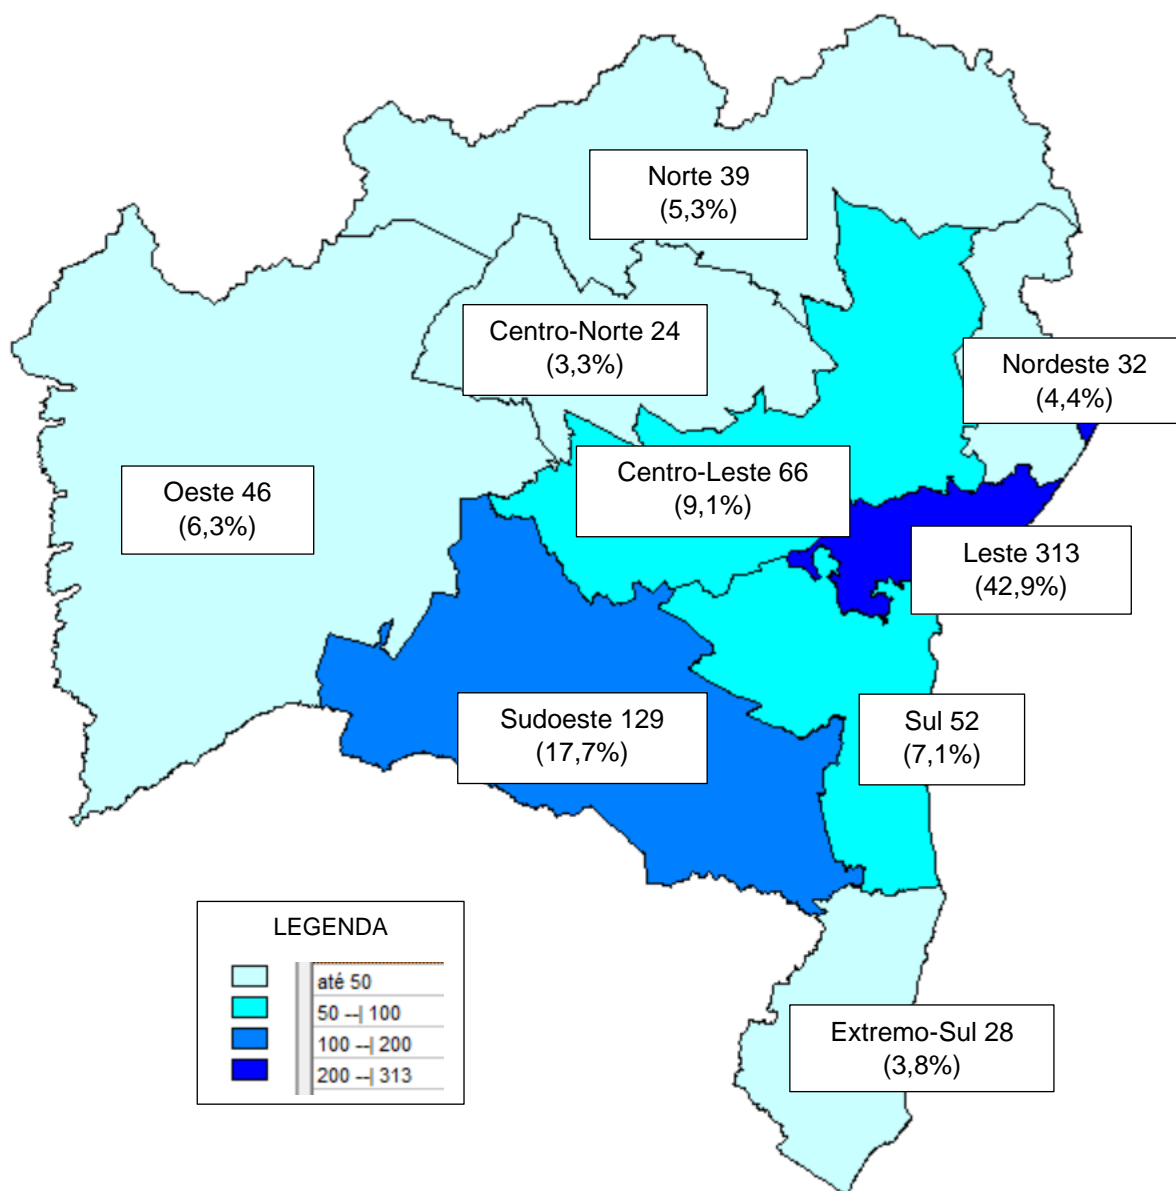 Norte 39
(5,3%)
Centro-Norte 24
(3,3%)
Nordeste 32
(4,4%)
Centro-Leste 66
(9,1%)
Oeste 46
(6,3%)
Leste 313
(42,9%)
Sudoeste 129
(17,7%)
Sul 52
(7,1%)
LEGENDA
até 50
50 --| 100
100 --| 200
200 --| 313
Extremo-Sul 28
(3,8%)